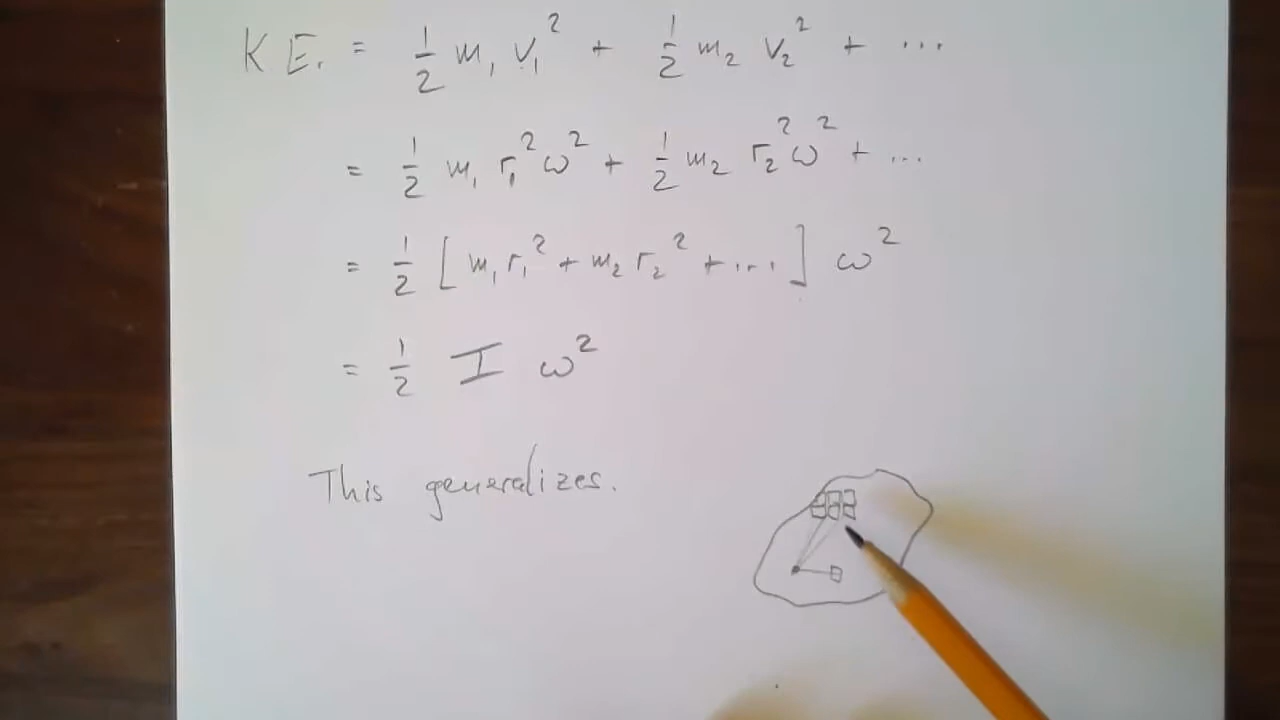 K E. = 1/2 m₁ v₁² + 1/2 m₂ v₂² + ...
= 1/2 m₁ r₁² ω² + 1/2 m₂ r₂² ω² + ...
= 1/2 [ m₁ r₁² + m₂ r₂² + ... ] ω²
= 1/2 I ω²
This generalizes.